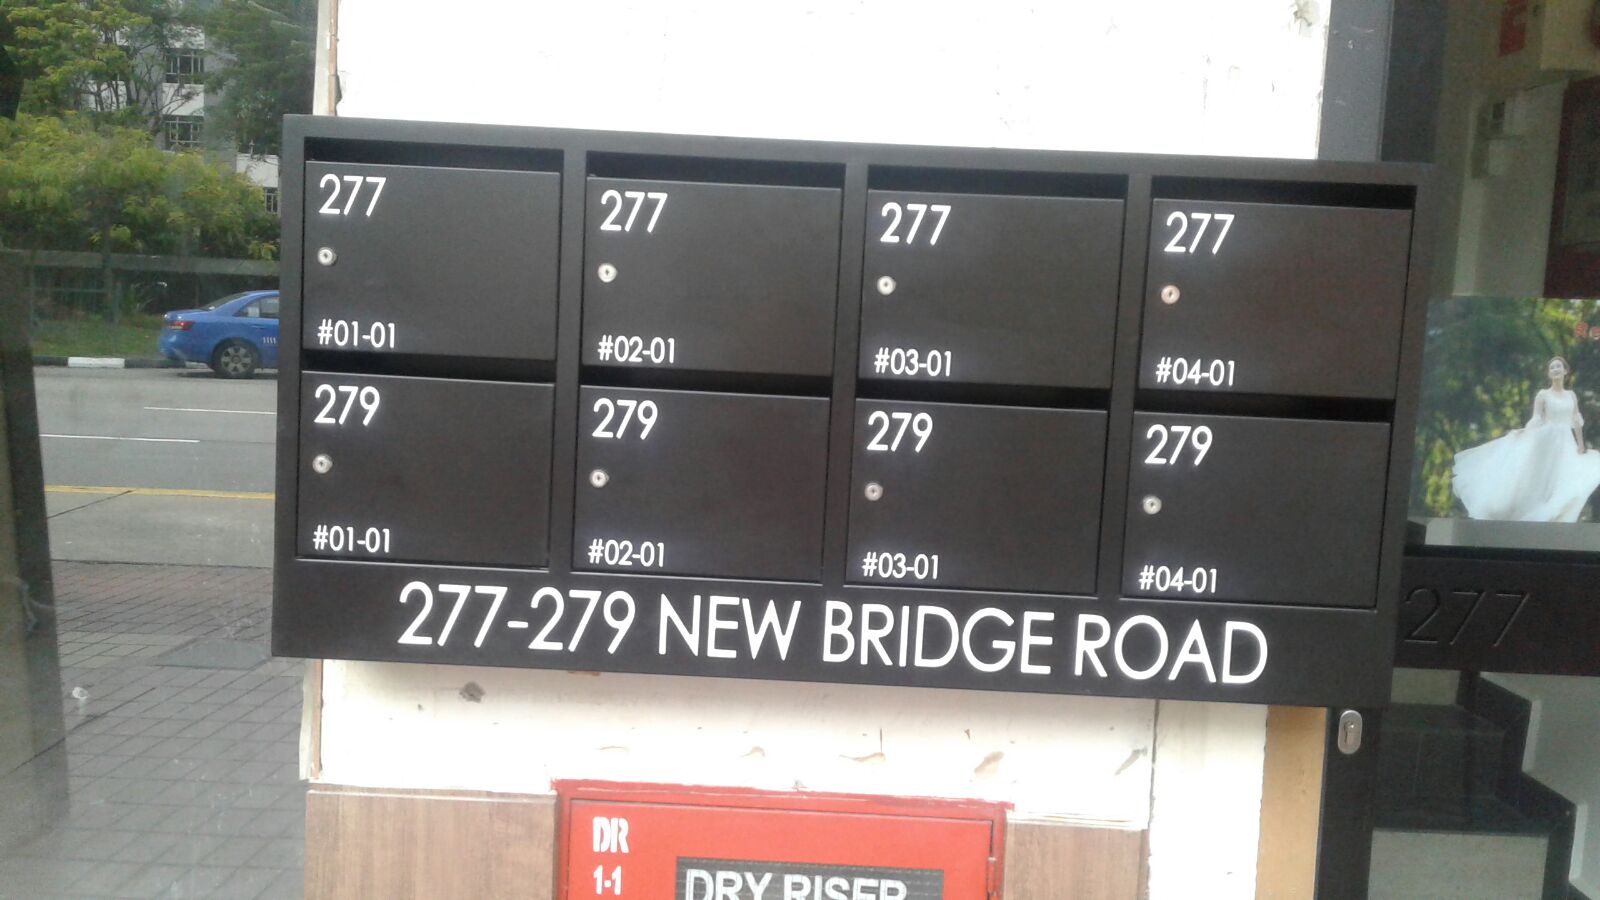 277 277 277 277
#01-01 #02-01 #03-01 #04-01
279 279 279 279
#01-01 #02-01 #03-01 #04-01
277-279 NEW BRIDGE ROAD
277
DR
1-1
DRY RISER